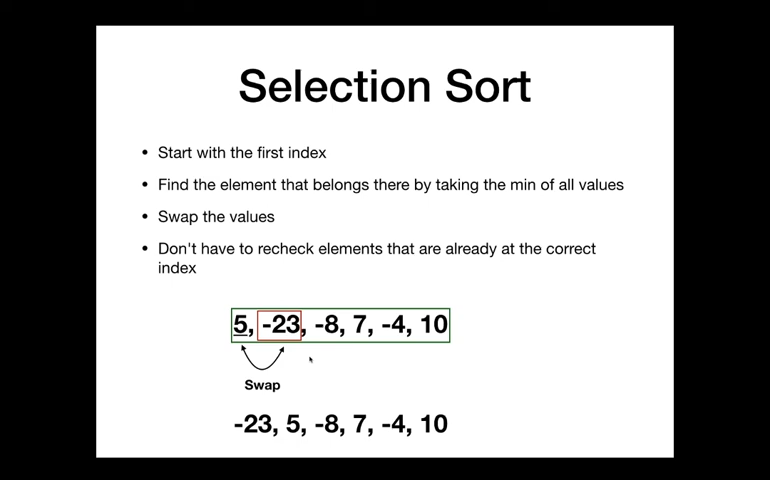 Selection Sort
• Start with the first index
• Find the element that belongs there by taking the min of all values
• Swap the values
• Don't have to recheck elements that are already at the correct
index
5, -23, -8, 7, -4, 10
Swap
-23, 5, -8, 7, -4, 10